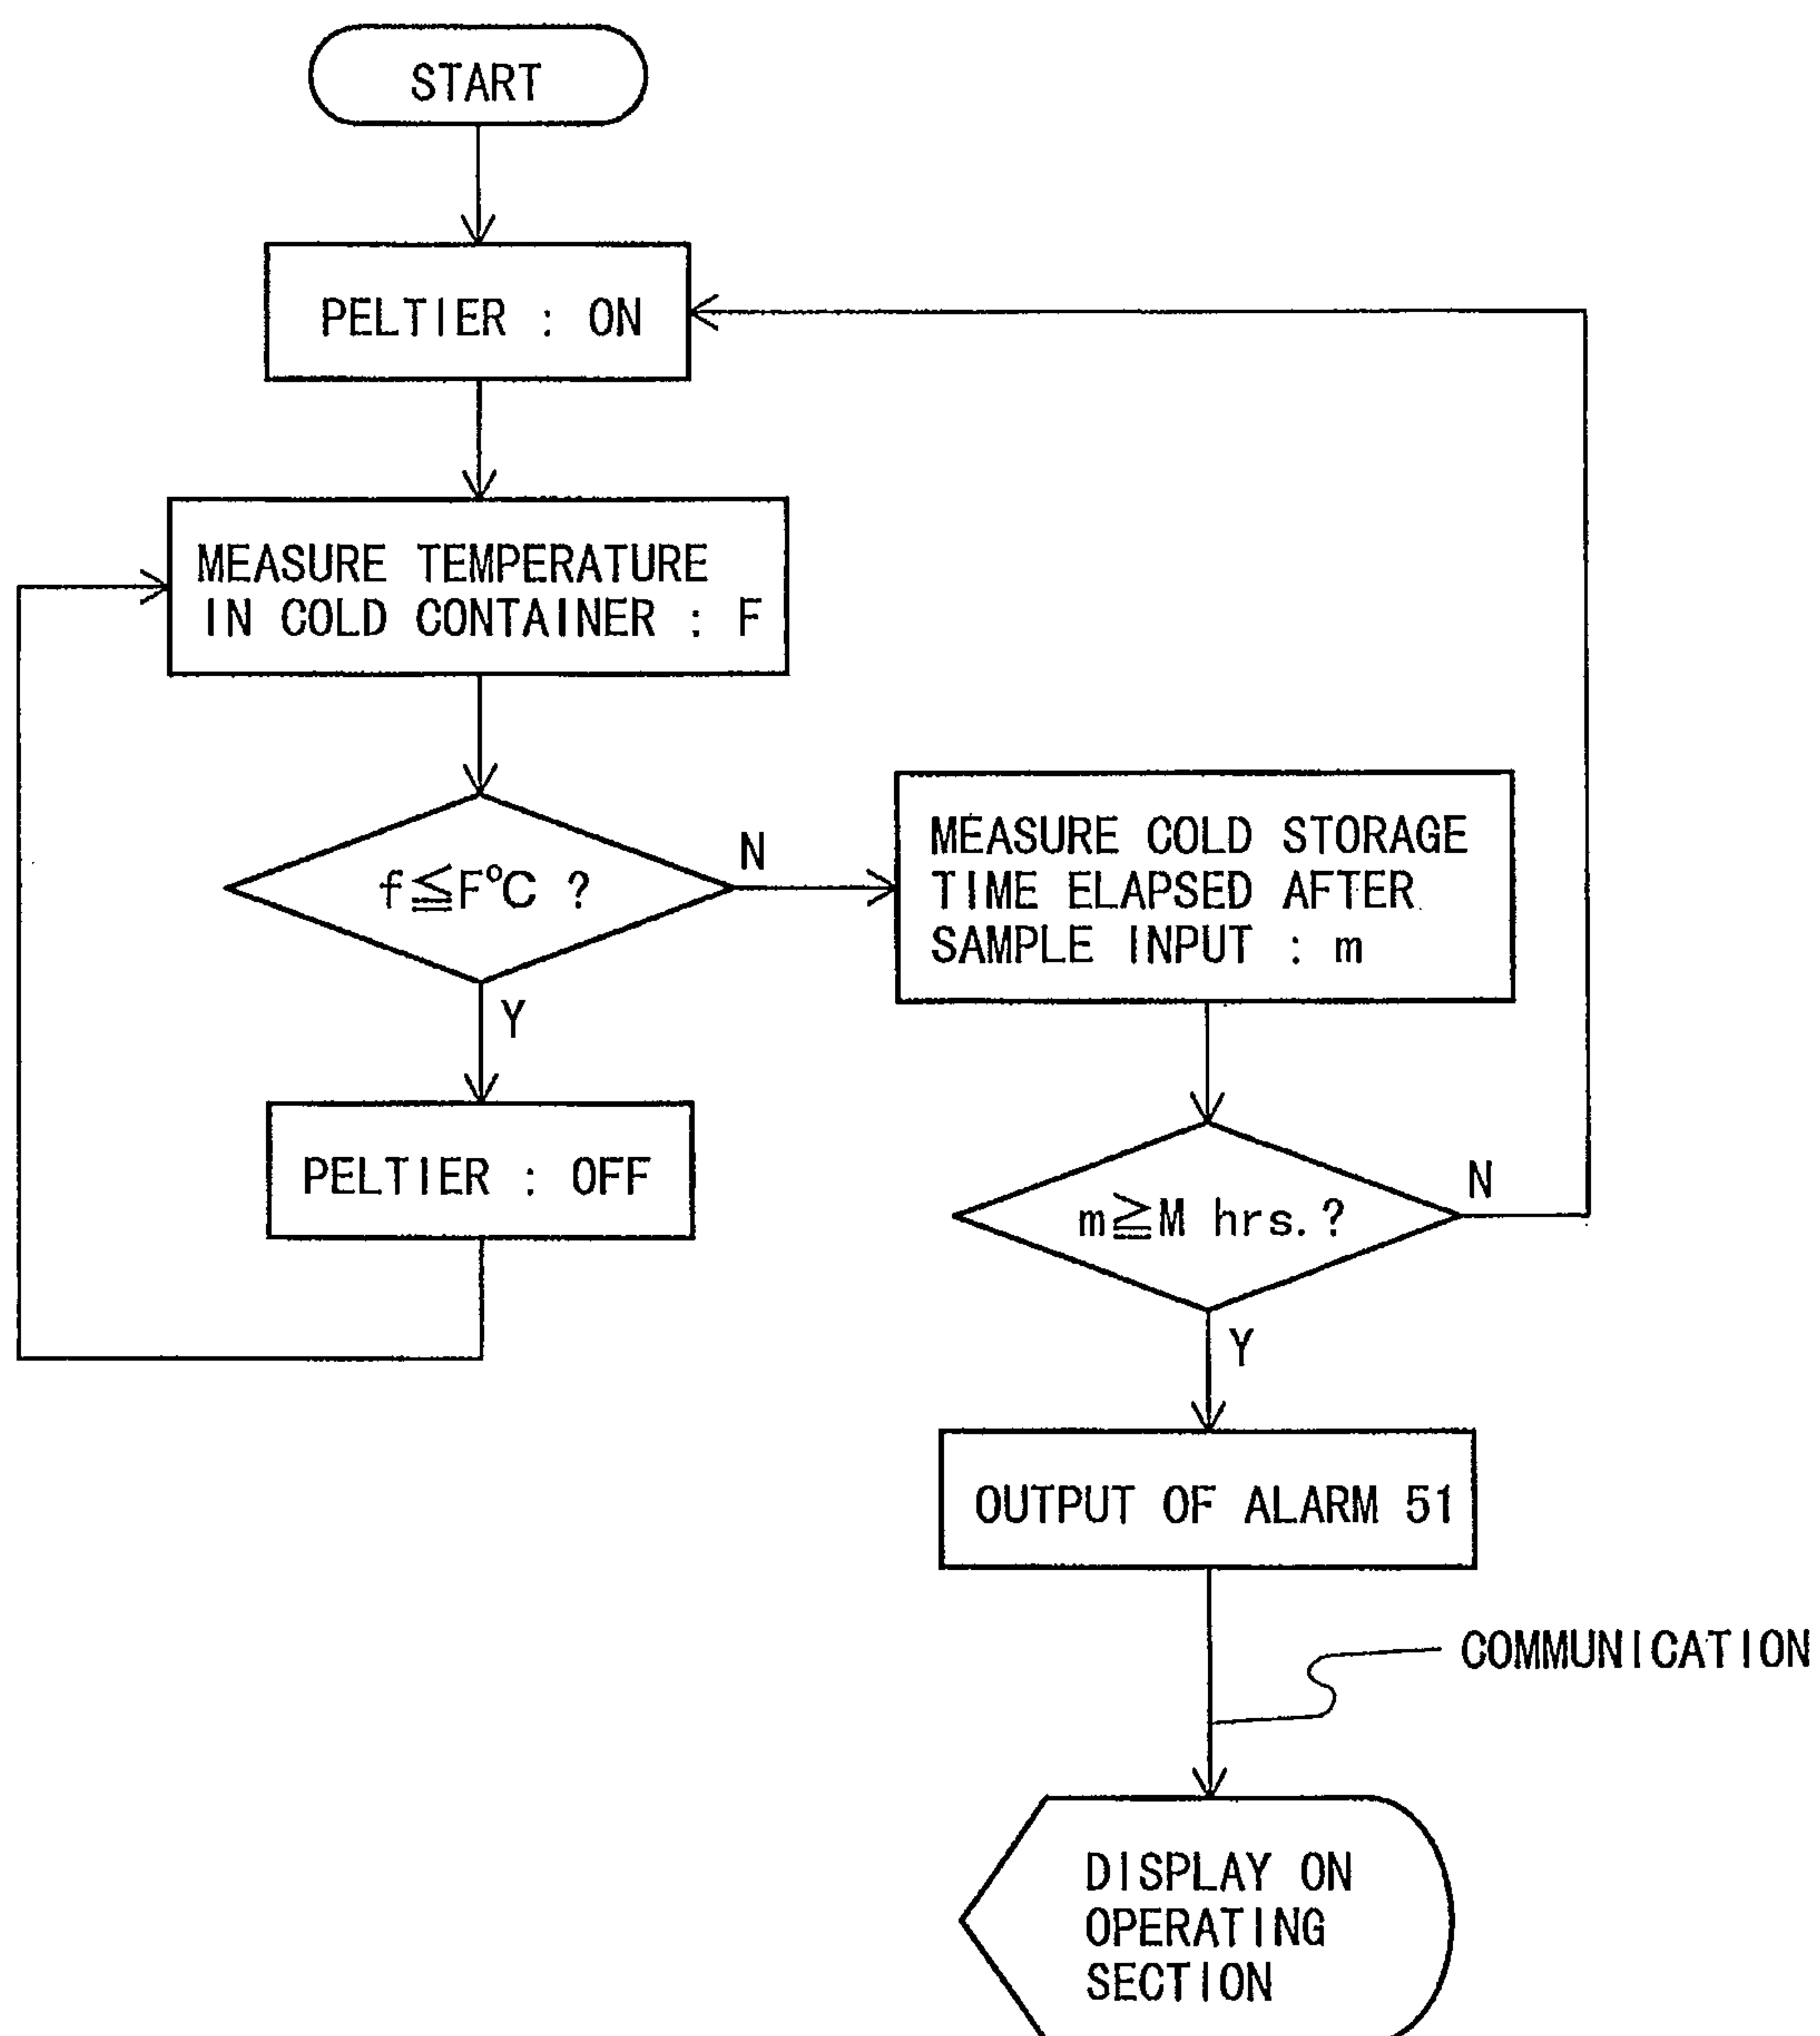 START
PELTIER : ON
MEASURE TEMPERATURE
IN COLD CONTAINER : F
f≦F°C ?
N
Y
PELTIER : OFF
MEASURE COLD STORAGE
TIME ELAPSED AFTER
SAMPLE INPUT : m
m≧M hrs.?
N
Y
OUTPUT OF ALARM 51
COMMUNICATION
DISPLAY ON
OPERATING
SECTION